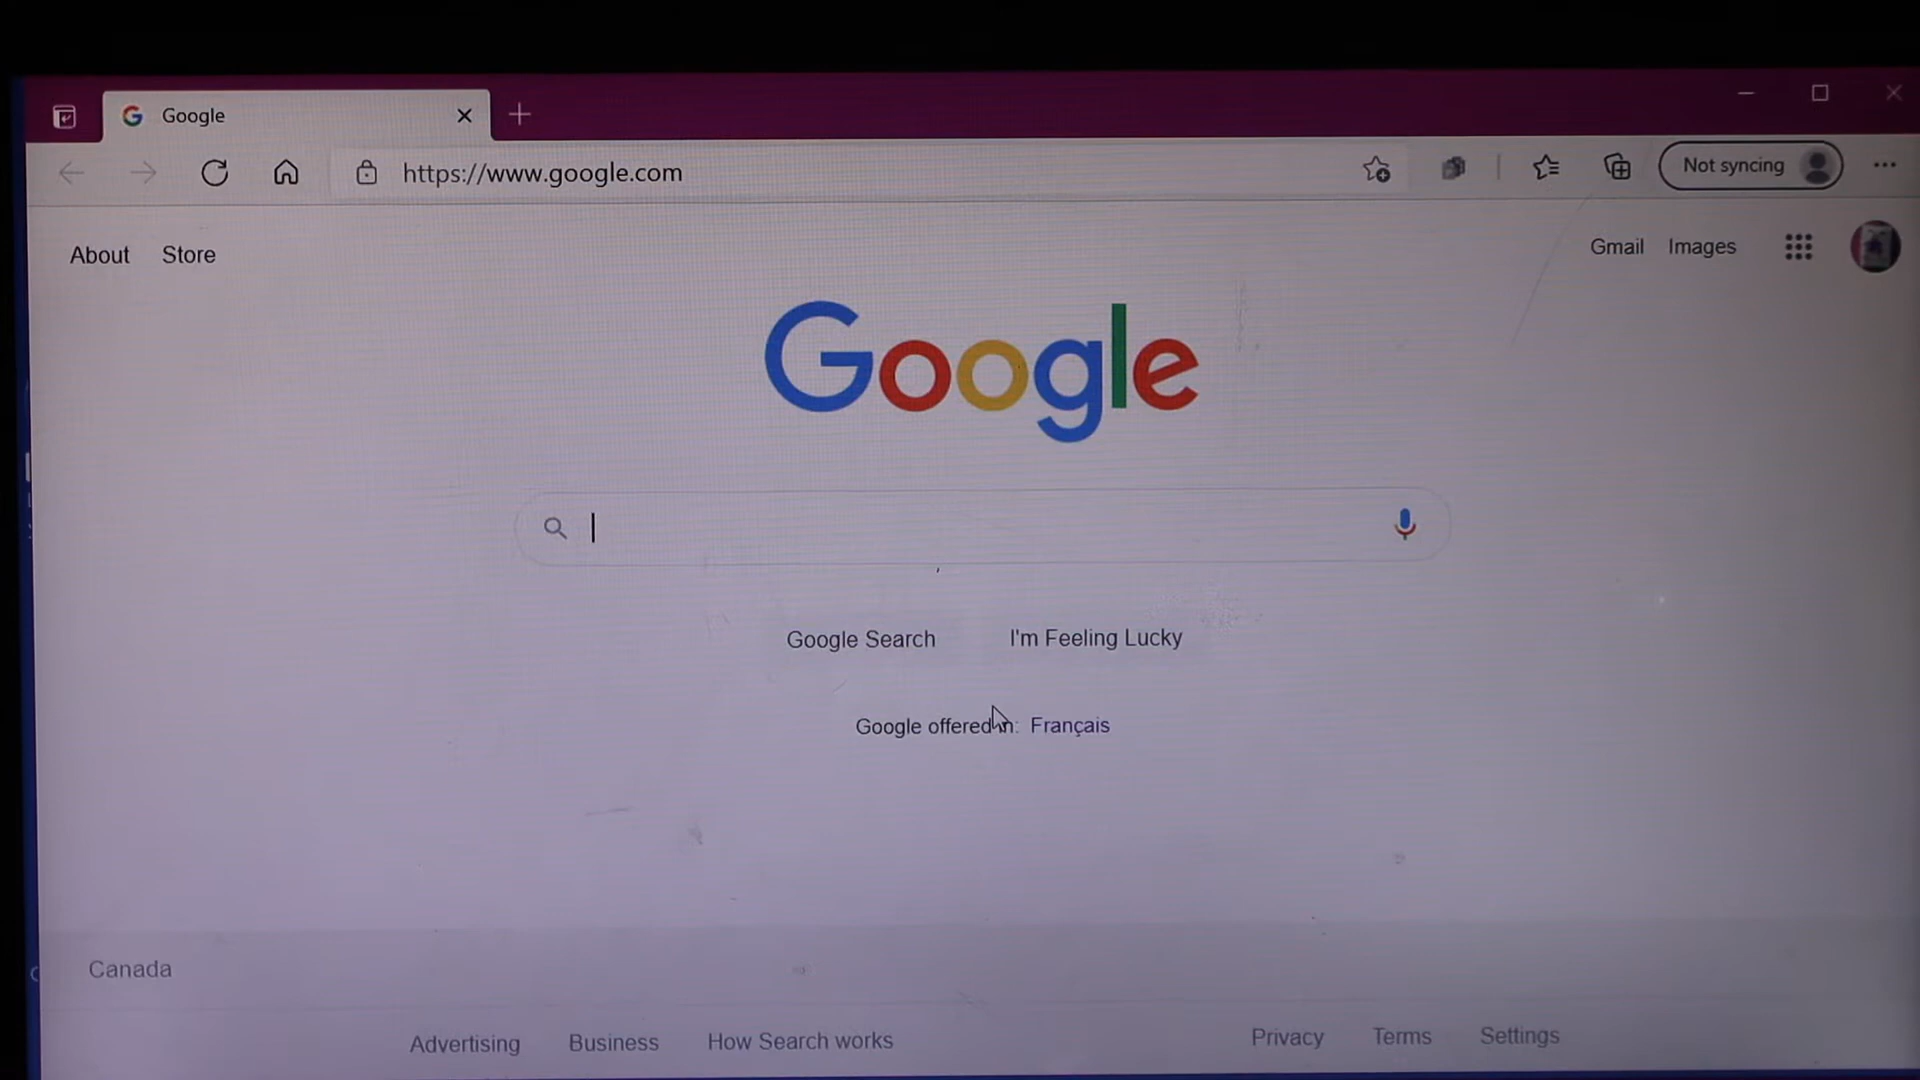 Google
https://www.google.com
Not syncing
About Store
Gmail Images
Google
Google Search I'm Feeling Lucky
Google offered in: Français
Canada
Advertising Business How Search works
Privacy Terms Settings